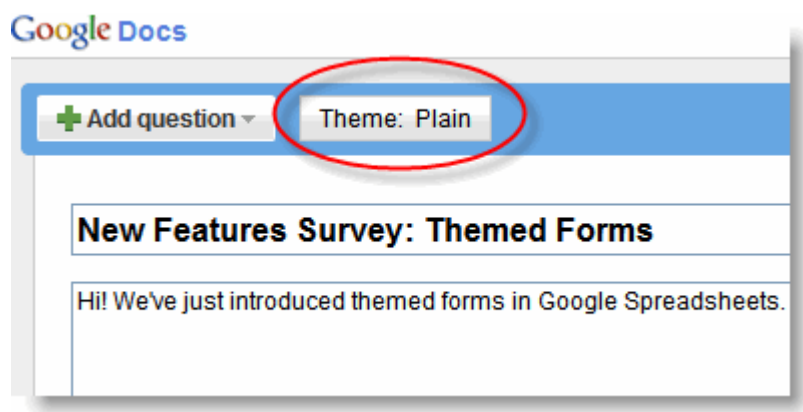 Google Docs
Add question Theme: Plain
New Features Survey: Themed Forms
Hi! We've just introduced themed forms in Google Spreadsheets.